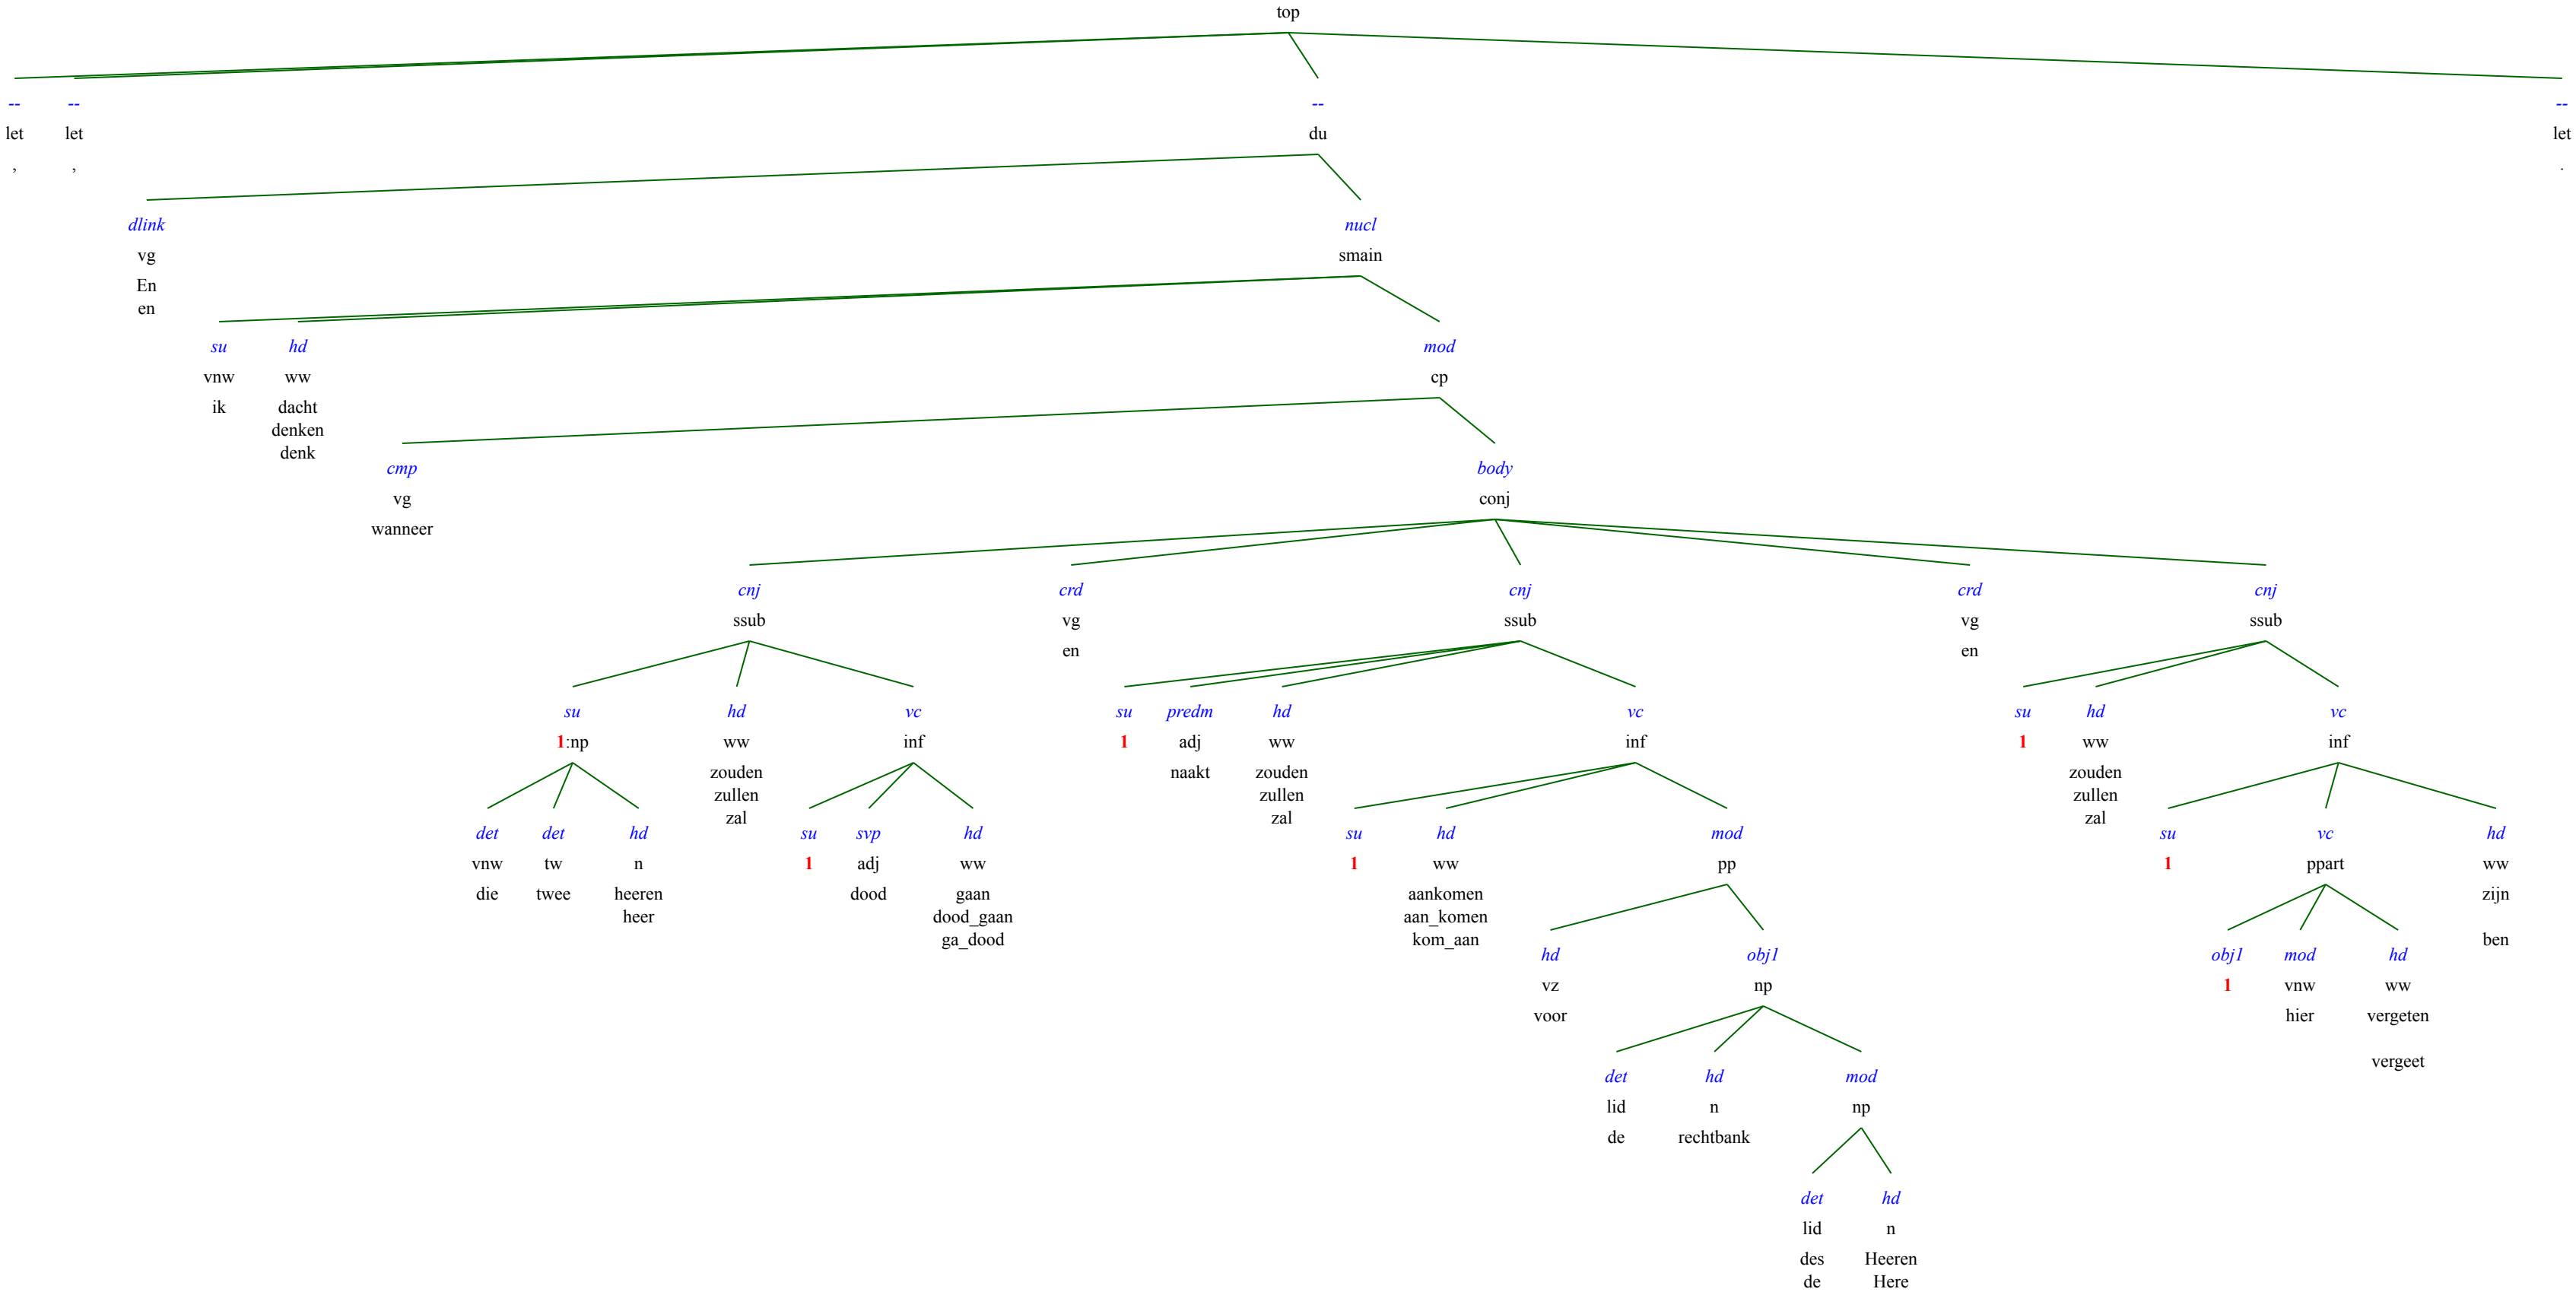 top
-- -- -- --
let let du let
, , .
dlink nucl
vg smain
En
en
su hd mod
vnw ww cp
ik dacht
denken
denk
cmp body
vg conj
wanneer
cnj crd cnj crd cnj
ssub vg ssub vg ssub
en en
su hd vc su predm hd vc su hd vc
1:np ww inf 1 adj ww inf 1 ww inf
zouden naakt zouden zouden
zullen zullen zullen
zal zal zal
det det hd su svp hd su hd mod su vc hd
vnw tw n 1 adj ww 1 ww pp 1 ppart ww
die twee heeren dood gaan aankomen zijn
heer dood_gaan aan_komen
ga_dood kom_aan ben
hd obj1 obj1 mod hd
vz np 1 vnw ww
voor hier vergeten
vergeet
det hd mod
lid n np
de rechtbank
det hd
lid n
des Heeren
de Here